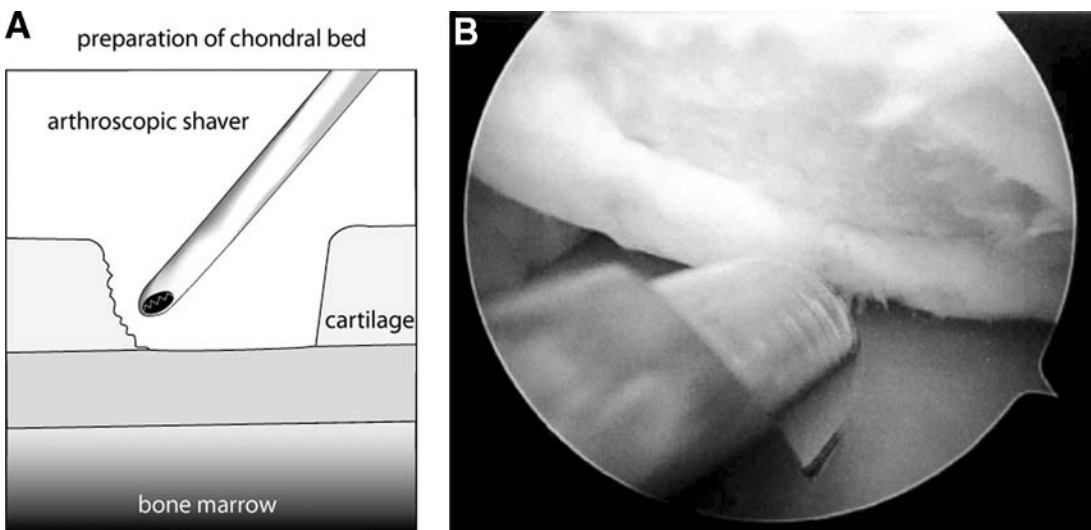 A
preparation of chondral bed
arthroscopic shaver
cartilage
bone marrow
B